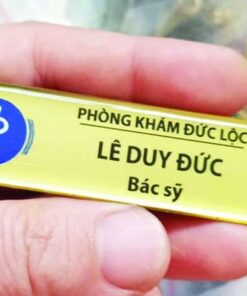 PHÒNG KHÁM ĐỨC LỘC
LÊ DUY ĐỨC
Bác sỹ